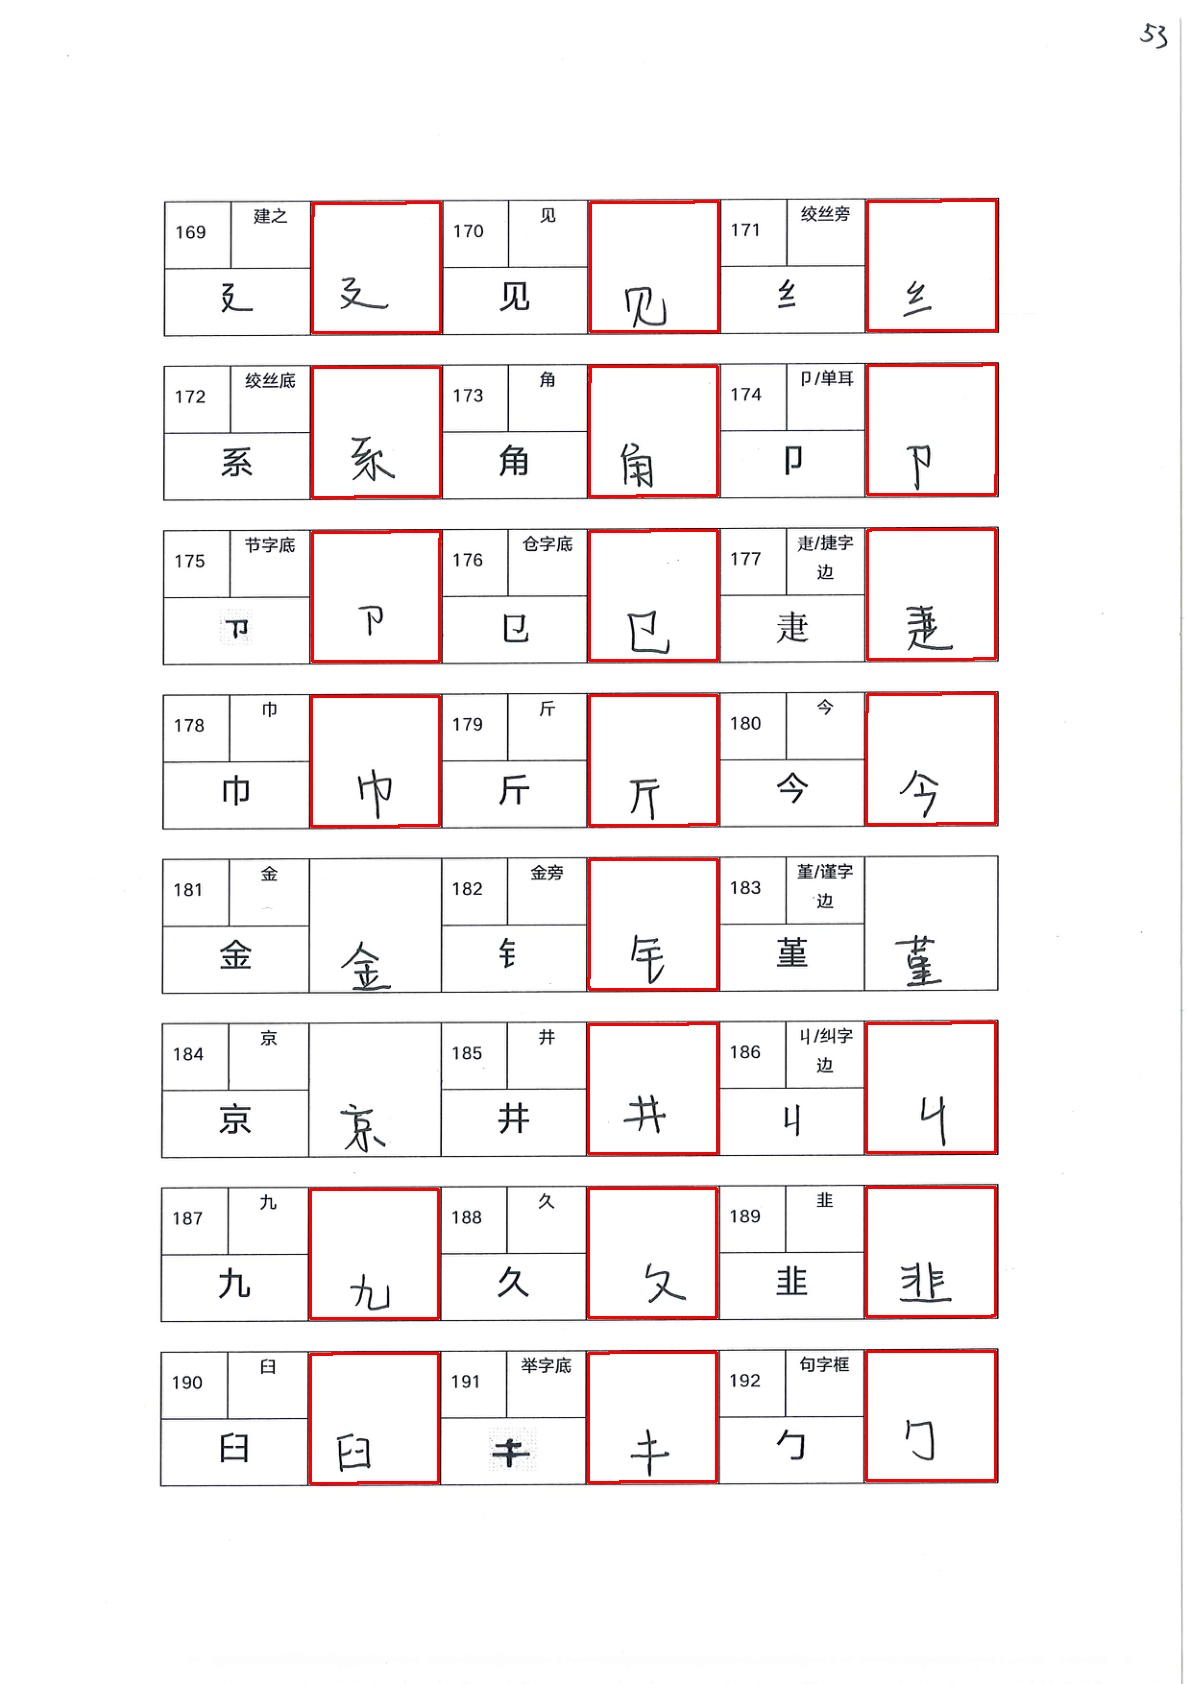 53
169 建之 廴 廴 170 见 见 见 171 绞丝旁 纟 纟
172 绞丝底 系 系 173 角 角 角 174 卩/单耳 卩 卩
175 节字底 卩 卩 176 仓字底 㔾 㔾 177 疌/捷字边 疌 疌
178 巾 巾 巾 179 斤 斤 斤 180 今 今 今
181 金 金 金 182 金旁 钅 钅 183 堇/谨字边 堇 堇
184 京 京 京 185 井 井 井 186 丩/纠字边 丩 丩
187 九 九 九 188 久 久 久 189 韭 韭 韭
190 臼 臼 臼 191 举字底 192 句字框 勹 勹